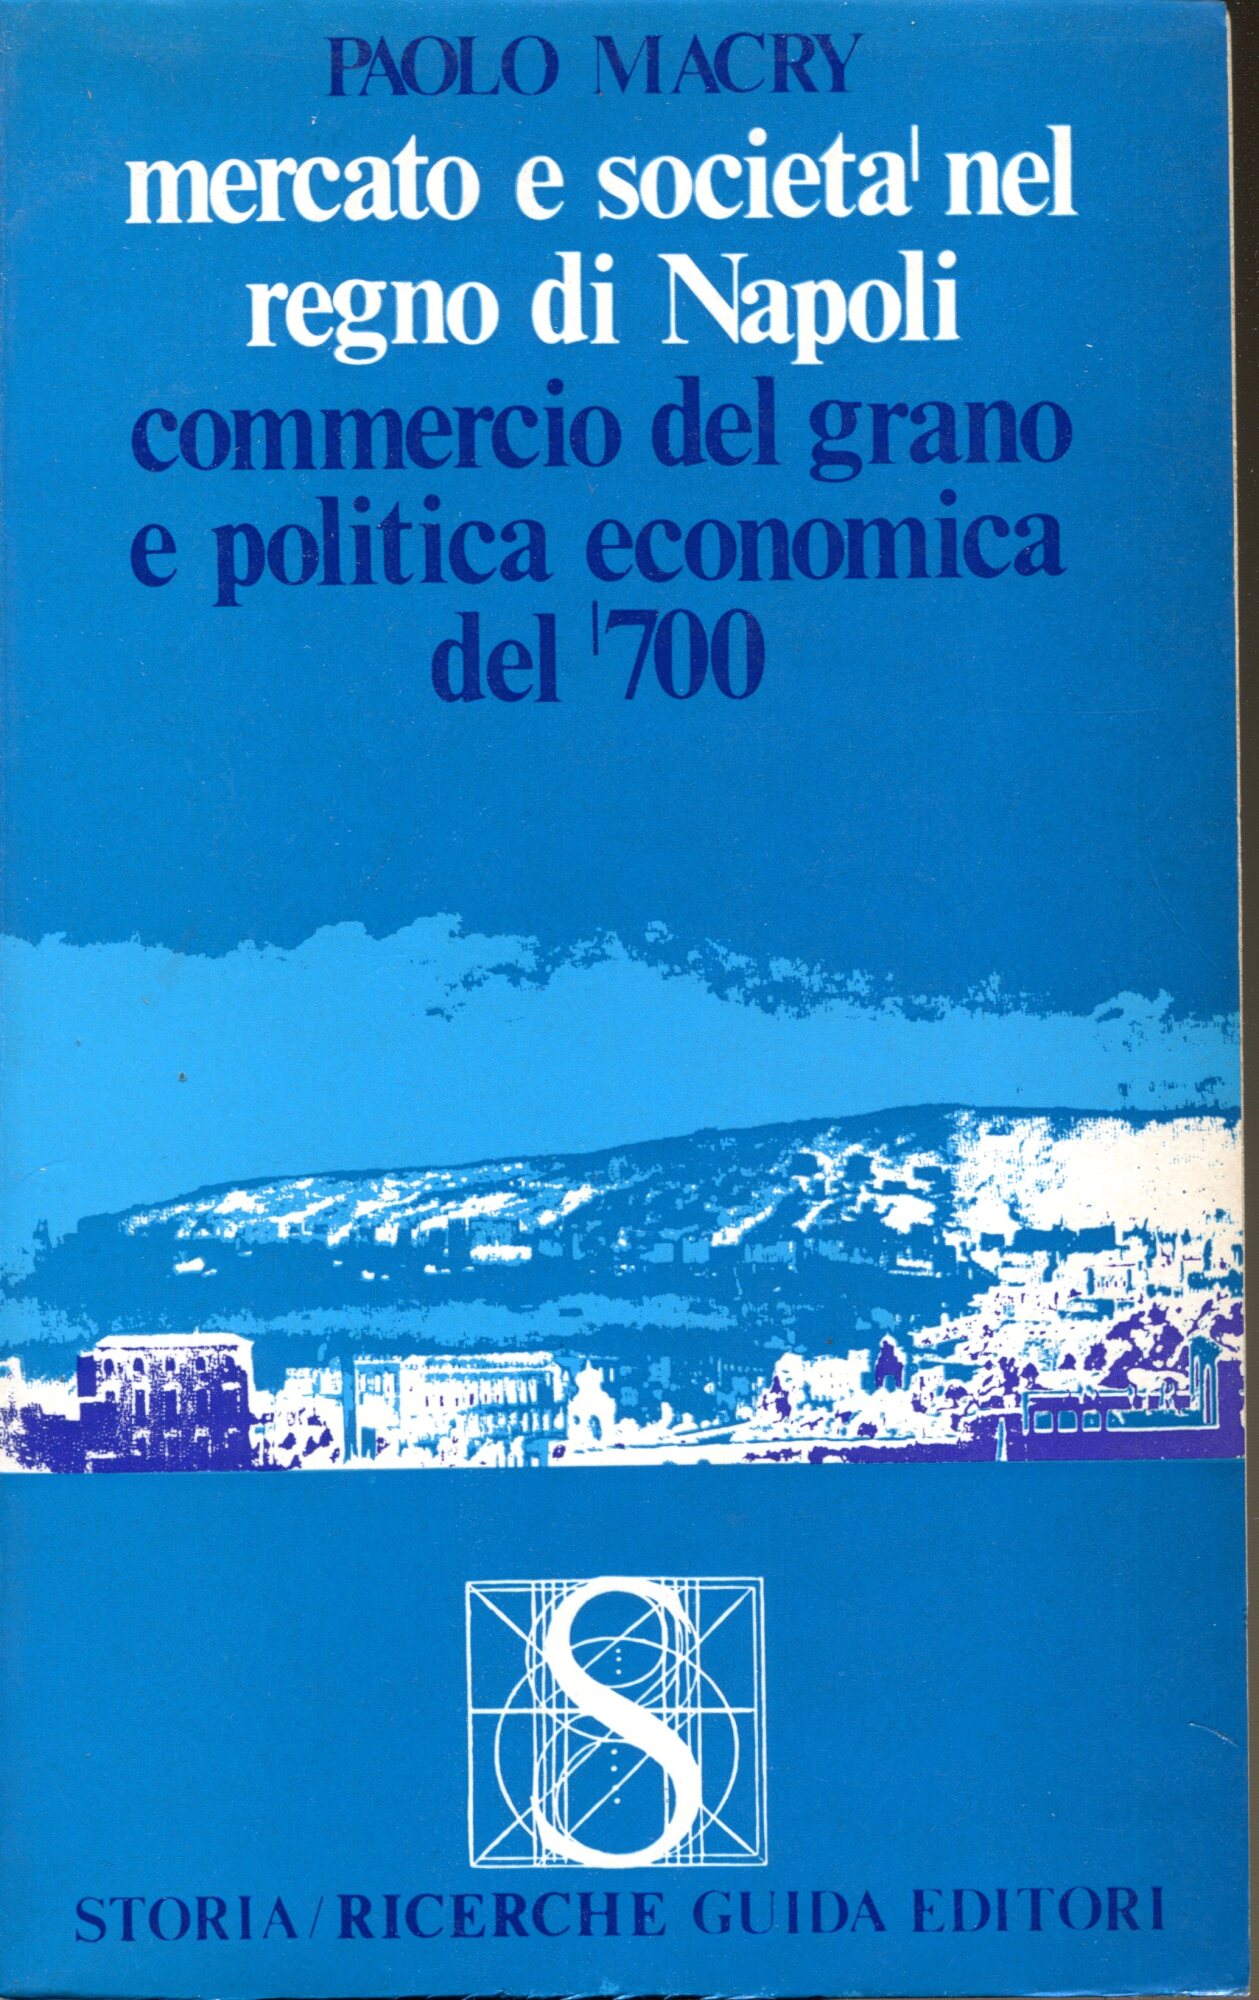 PAOLO MACRY
mercato e societa' nel
regno di Napoli
commercio del grano
e politica economica
del '700
S
STORIA/RICERCHE GUIDA EDITORI